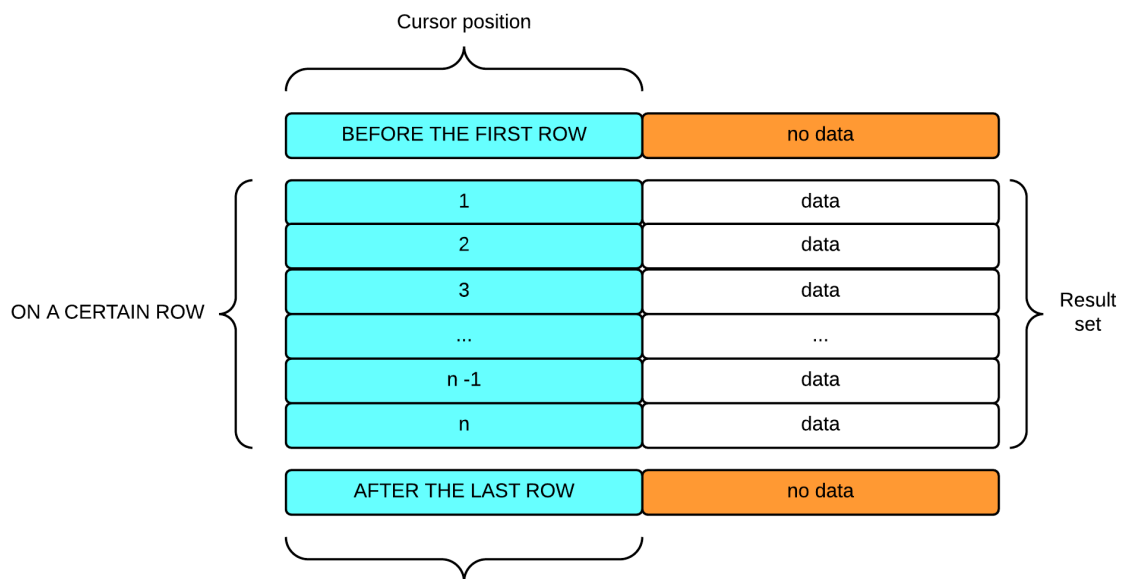 Cursor position
BEFORE THE FIRST ROW no data
1 data
2 data
3 data
ON A CERTAIN ROW
Result
set
... ...
n -1 data
n data
AFTER THE LAST ROW no data